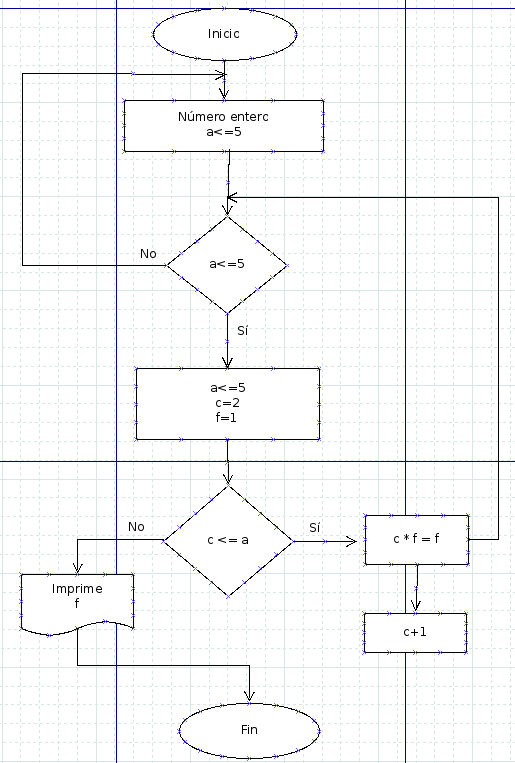 Inicic
Número enterc
a<=5
No
a<=5
Sí
a<=5
c=2
f=1
No
c <= a
Sí
c * f = f
Imprime
f
c+1
Fin